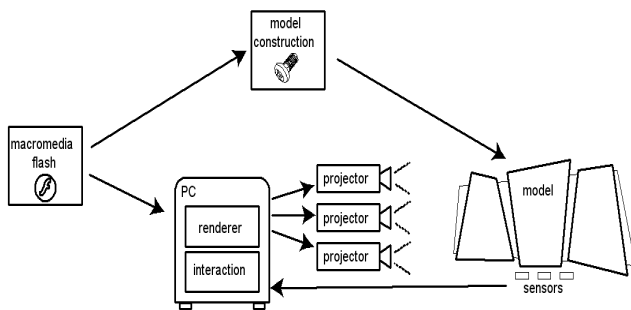 model
construction
macromedia
flash
PC
renderer
interaction
projector
projector
projector
model
sensors